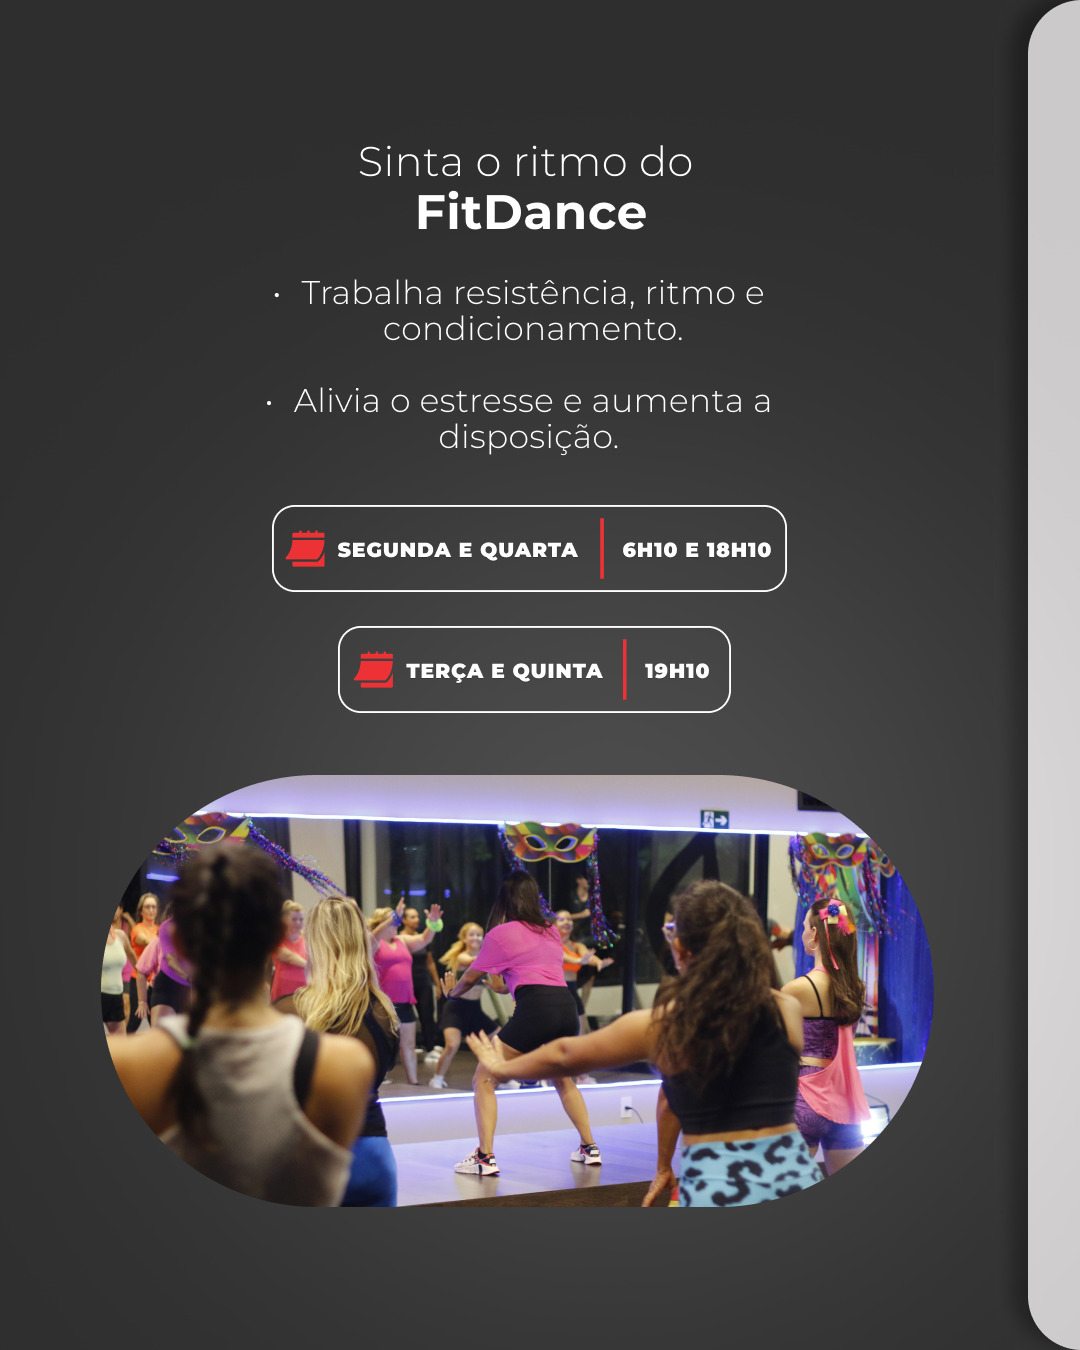 Sinta o ritmo do
FitDance
• Trabalha resistência, ritmo e
condicionamento.
• Alivia o estresse e aumenta a
disposição.
SEGUNDA E QUARTA | 6H10 E 18H10
TERÇA E QUINTA | 19H10